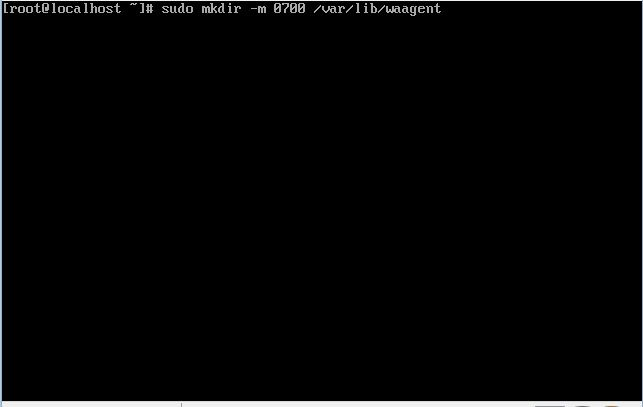 [root@localhost ~]# sudo mkdir -m 0700 /var/lib/waagent